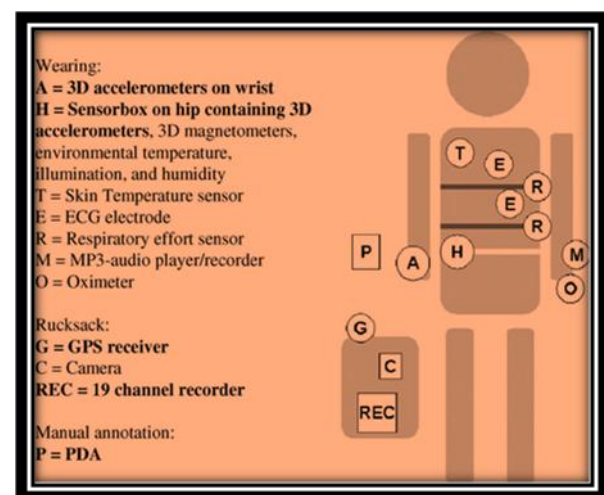 Wearing:
A = 3D accelerometers on wrist
H = Sensorbox on hip containing 3D
accelerometers, 3D magnetometers,
environmental temperature,
illumination, and humidity
T = Skin Temperature sensor
E = ECG electrode
R = Respiratory effort sensor
M = MP3-audio player/recorder
O = Oximeter
Rucksack:
G = GPS receiver
C = Camera
REC = 19 channel recorder
Manual annotation:
P = PDA
T
E
R
E
R
P
A
H
M
O
G
C
REC